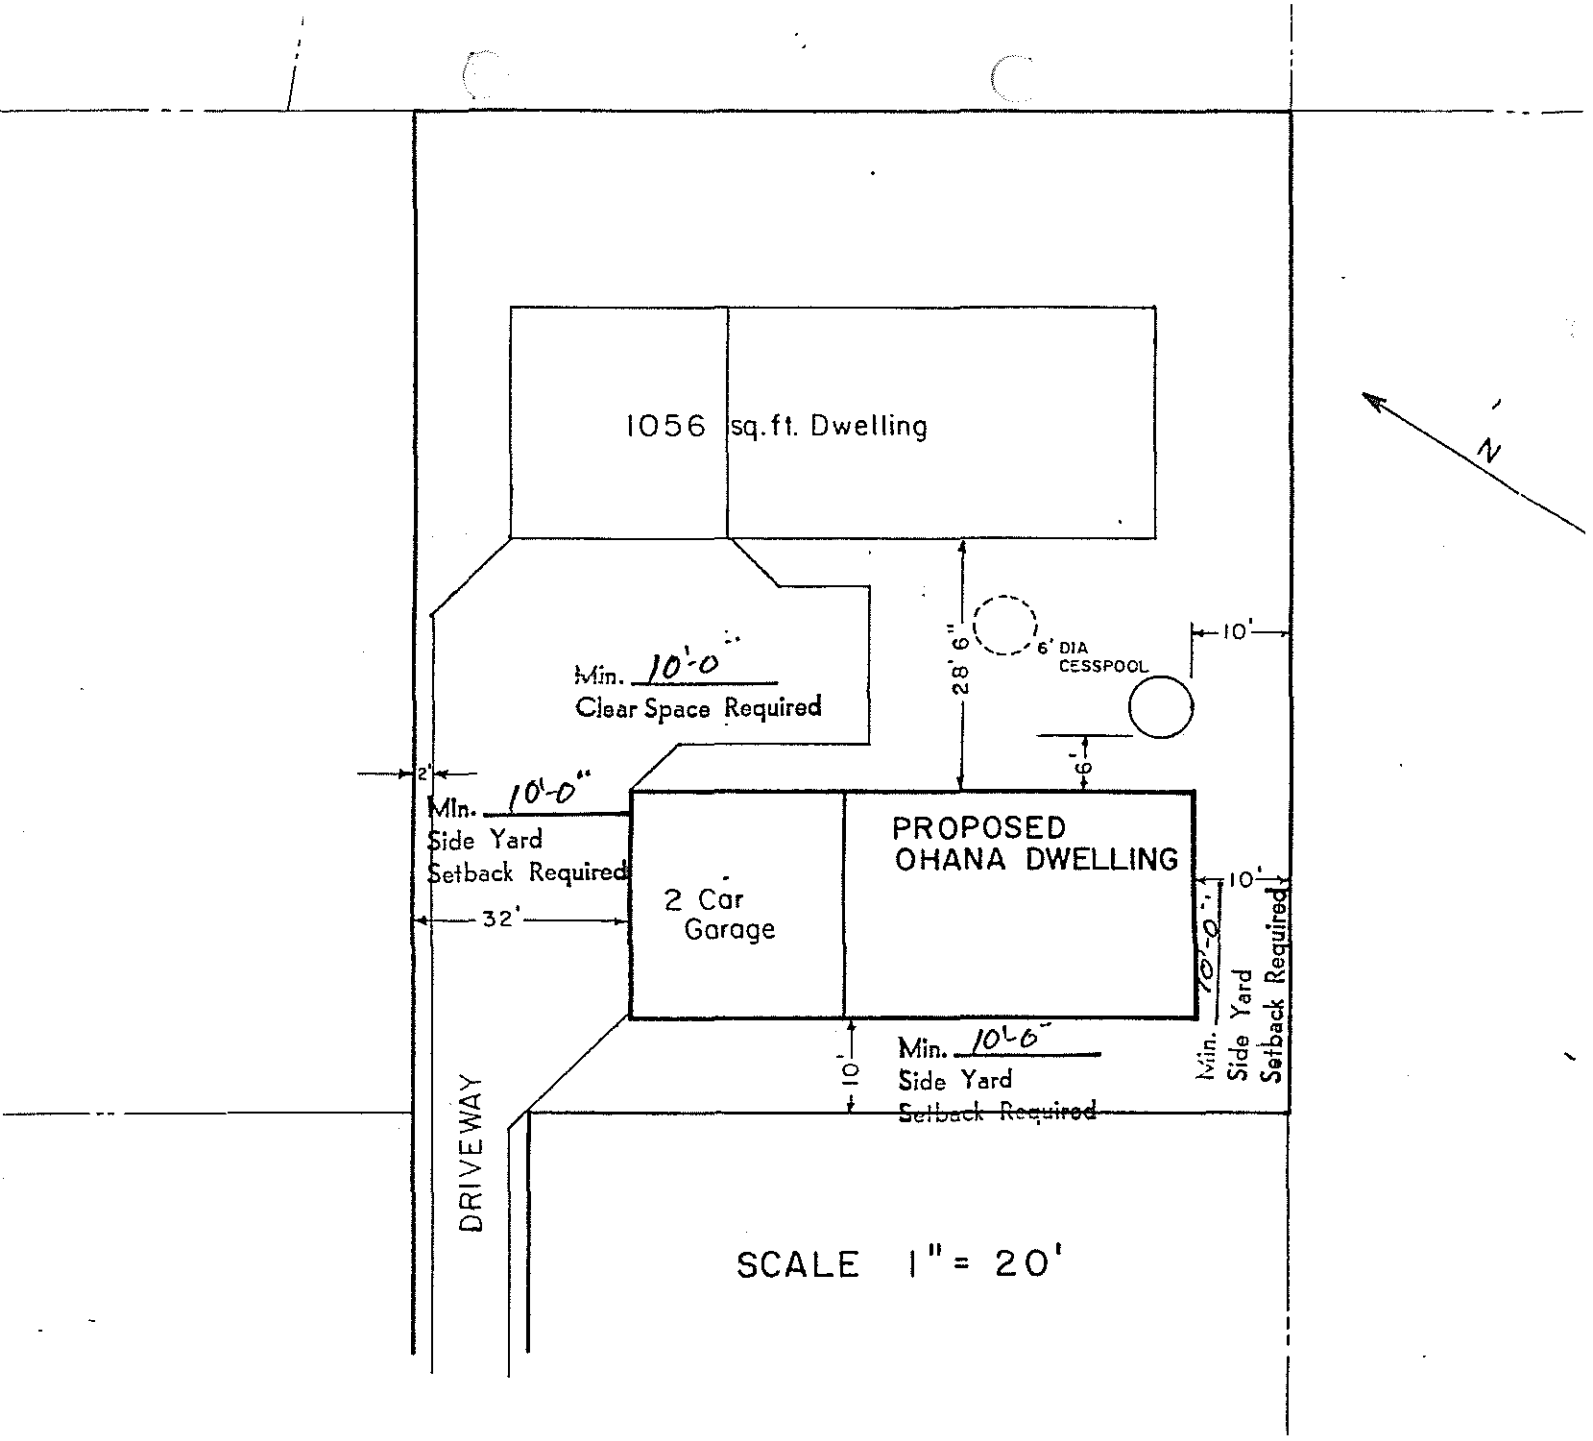 1056 sq.ft. Dwelling
N
28' 6"
6' DIA
CESSPOOL
10'
Min. 10'-0"
Clear Space Required
6'
2'
Min. 10'-0"
Side Yard
Setback Required
32'
2 Car
Garage
PROPOSED
OHANA DWELLING
10'
Min. 10'-0"
Side Yard
Setback Required
10'
Min. 10'-0"
Side Yard
Setback Required
DRIVEWAY
SCALE 1" = 20'